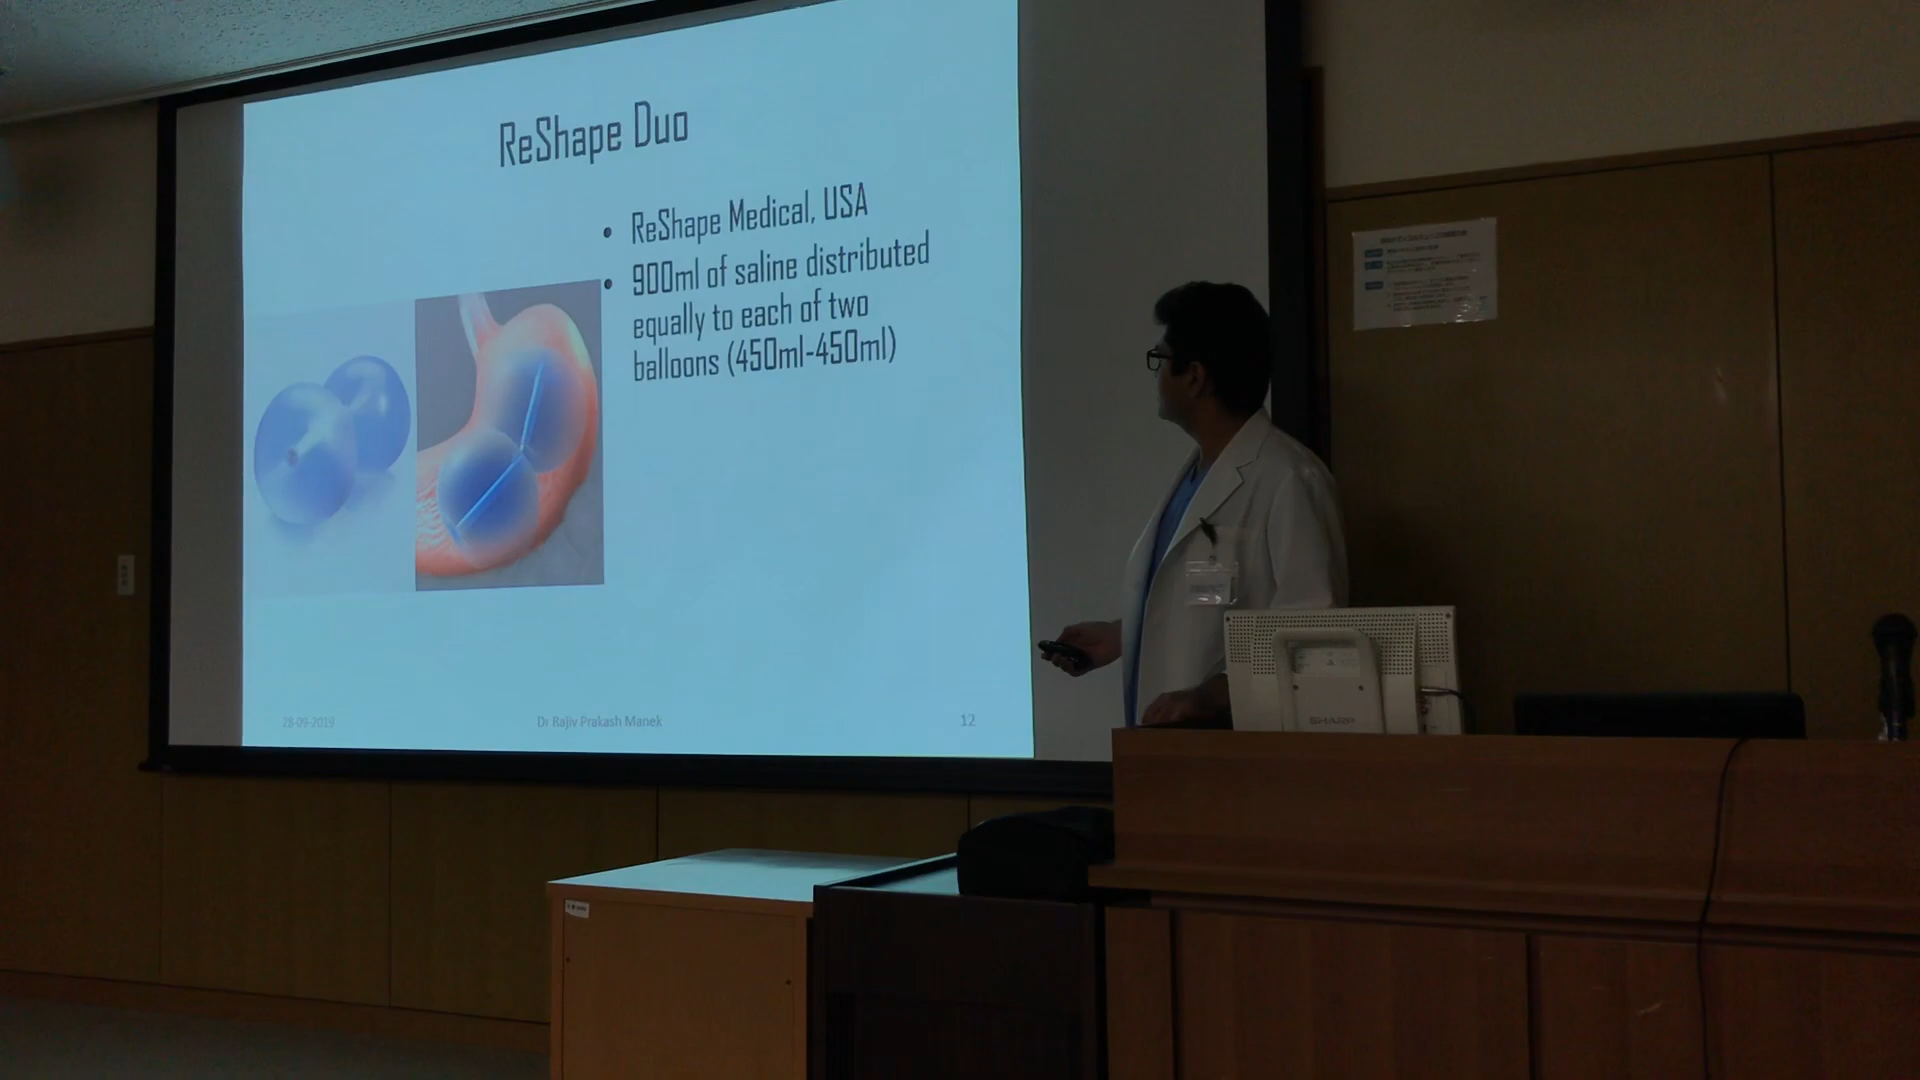 ReShape Duo
• ReShape Medical, USA
• 900ml of saline distributed
equally to each of two
balloons (450ml-450ml)
28-09-2019
Dr Rajiv Prakash Manek
12
SHARP